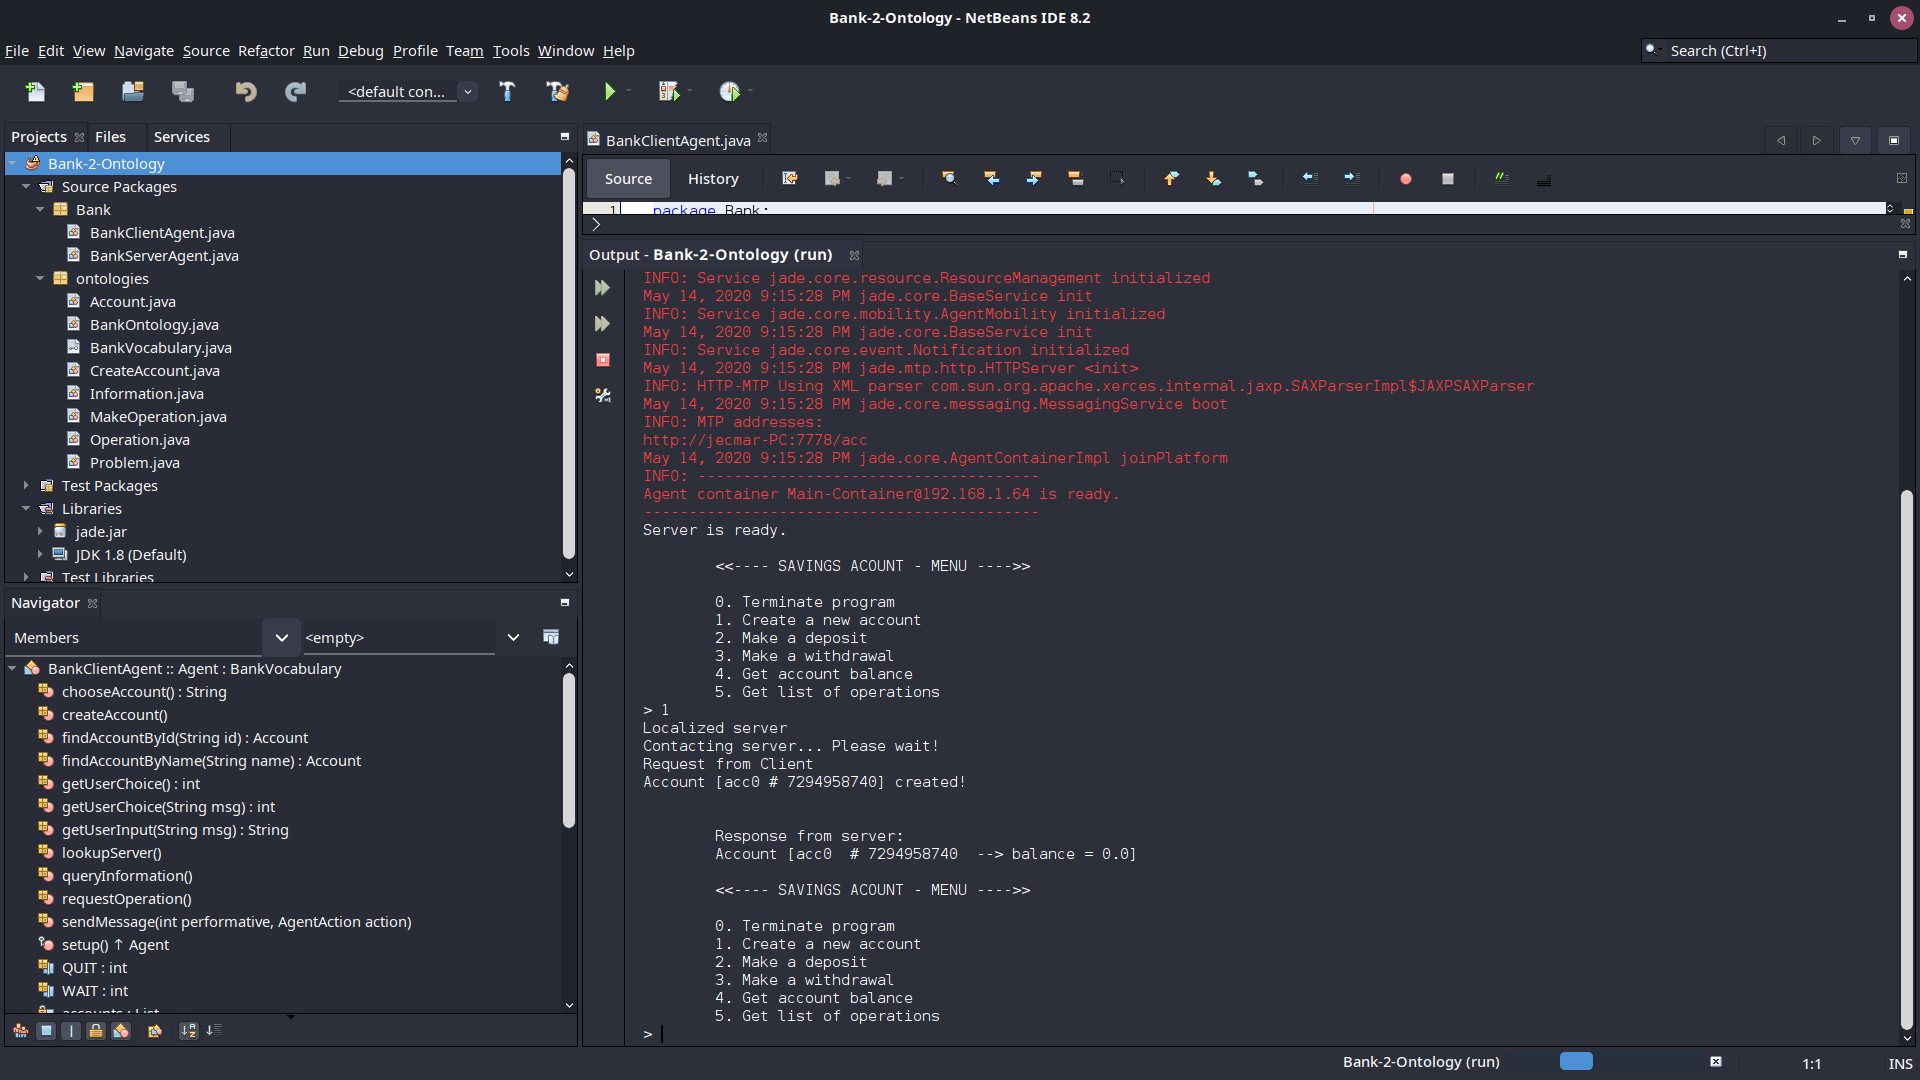 Bank-2-Ontology - NetBeans IDE 8.2
File Edit View Navigate Source Refactor Run Debug Profile Team Tools Window Help
Search (Ctrl+I)
<default con...
Projects Files Services
Bank-2-Ontology
Source Packages
Bank
BankClientAgent.java
BankServerAgent.java
ontologies
Account.java
BankOntology.java
BankVocabulary.java
CreateAccount.java
Information.java
MakeOperation.java
Operation.java
Problem.java
Test Packages
Libraries
jade.jar
JDK 1.8 (Default)
Test Libraries
Navigator
Members
<empty>
BankClientAgent :: Agent : BankVocabulary
chooseAccount() : String
createAccount()
findAccountById(String id) : Account
findAccountByName(String name) : Account
getUserChoice() : int
getUserChoice(String msg) : int
getUserInput(String msg) : String
lookupServer()
queryInformation()
requestOperation()
sendMessage(int performative, AgentAction action)
setup() ↑ Agent
QUIT : int
WAIT : int
accounts : List
BankClientAgent.java
Source History
1 package Bank;
Output - Bank-2-Ontology (run)
INFO: Service jade.core.resource.ResourceManagement initialized
May 14, 2020 9:15:28 PM jade.core.BaseService init
INFO: Service jade.core.mobility.AgentMobility initialized
May 14, 2020 9:15:28 PM jade.core.BaseService init
INFO: Service jade.core.event.Notification initialized
May 14, 2020 9:15:28 PM jade.mtp.http.HTTPServer <init>
INFO: HTTP-MTP Using XML parser com.sun.org.apache.xerces.internal.jaxp.SAXParserImpl$JAXPSAXParser
May 14, 2020 9:15:28 PM jade.core.messaging.MessagingService boot
INFO: MTP addresses:
http://jecmar-PC:7778/acc
May 14, 2020 9:15:28 PM jade.core.AgentContainerImpl joinPlatform
INFO: --------------------------------------
Agent container Main-Container@192.168.1.64 is ready.
--------------------------------------------
Server is ready.
<<---- SAVINGS ACOUNT - MENU ---->>
0. Terminate program
1. Create a new account
2. Make a deposit
3. Make a withdrawal
4. Get account balance
5. Get list of operations
> 1
Localized server
Contacting server... Please wait!
Request from Client
Account [acc0 # 7294958740] created!
Response from server:
Account [acc0  # 7294958740  --> balance = 0.0]
<<---- SAVINGS ACOUNT - MENU ---->>
0. Terminate program
1. Create a new account
2. Make a deposit
3. Make a withdrawal
4. Get account balance
5. Get list of operations
>
Bank-2-Ontology (run)
1:1
INS